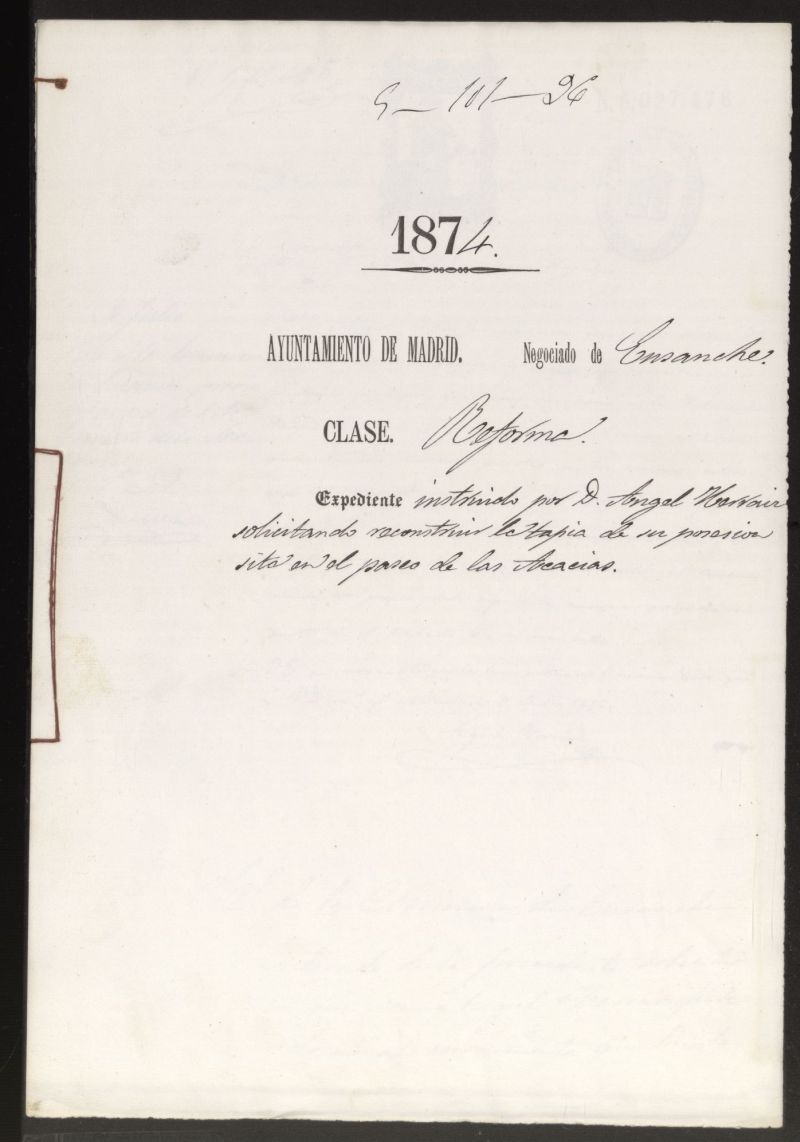 5 — 101 — 26
1874.
AYUNTAMIENTO DE MADRID. Negociado de Ensanche.
CLASE. Reforma.
Expediente instruido por D. Angel
solicitando reconstruir la tapia de su posesion
sita en el paseo de las Acacias.